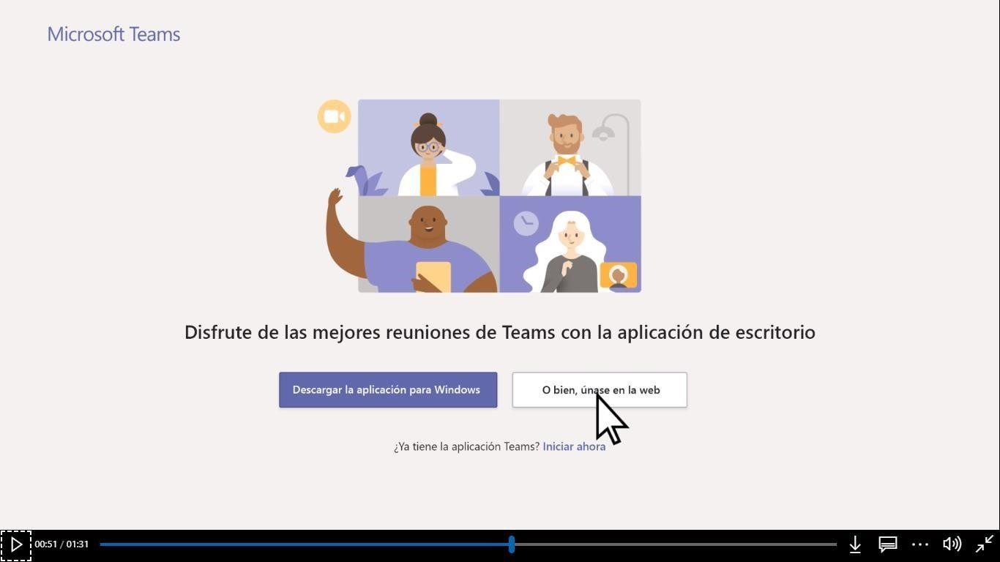 Microsoft Teams
Disfrute de las mejores reuniones de Teams con la aplicación de escritorio
Descargar la aplicación para Windows
O bien, únase en la web
¿Ya tiene la aplicación Teams? Iniciar ahora
00:51 / 01:31